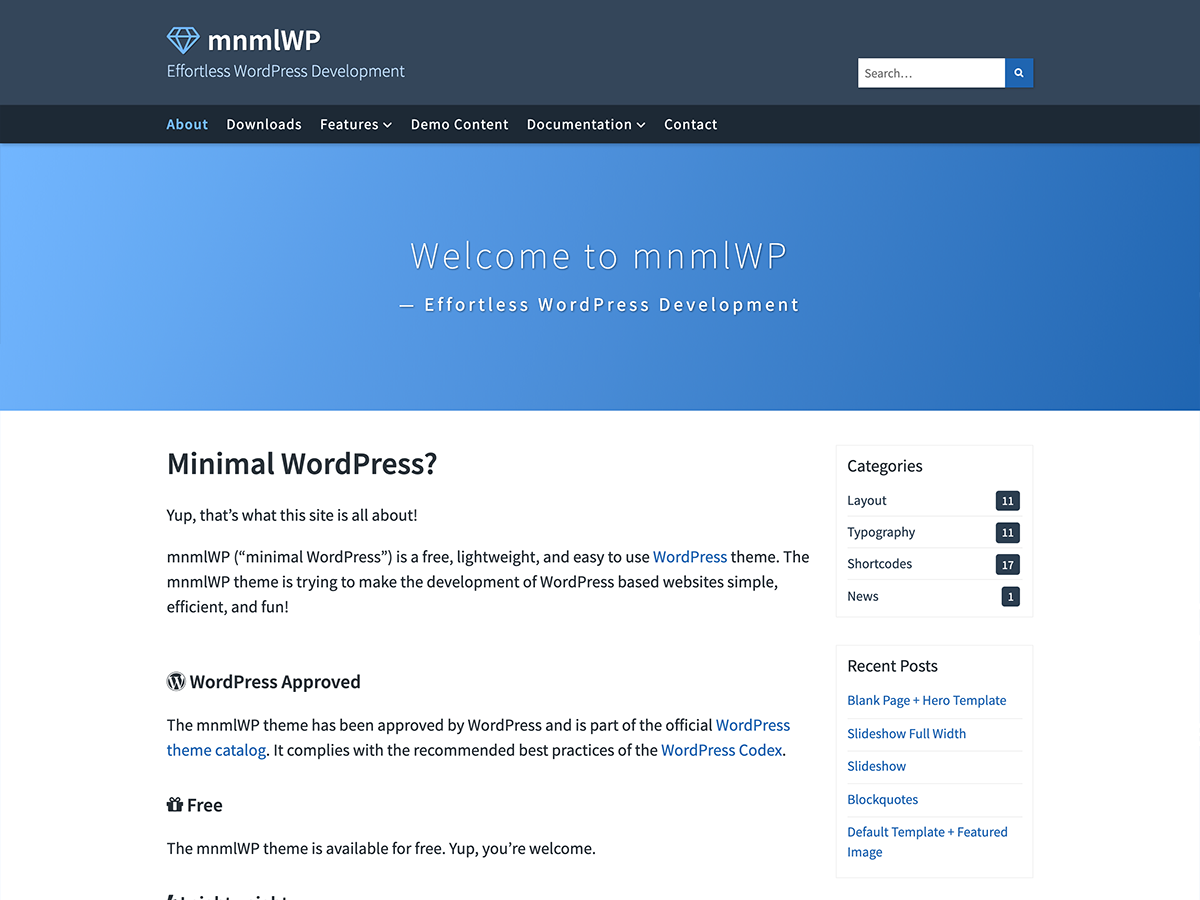 mnmlWP
Effortless WordPress Development
Search…
About Downloads Features Demo Content Documentation Contact
Welcome to mnmlWP
— Effortless WordPress Development
Minimal WordPress?
Yup, that’s what this site is all about!
mnmlWP (“minimal WordPress”) is a free, lightweight, and easy to use WordPress theme. The
mnmlWP theme is trying to make the development of WordPress based websites simple,
efficient, and fun!
WordPress Approved
The mnmlWP theme has been approved by WordPress and is part of the official WordPress
theme catalog. It complies with the recommended best practices of the WordPress Codex.
Free
The mnmlWP theme is available for free. Yup, you’re welcome.
Categories
Layout 11
Typography 11
Shortcodes 17
News 1
Recent Posts
Blank Page + Hero Template
Slideshow Full Width
Slideshow
Blockquotes
Default Template + Featured
Image